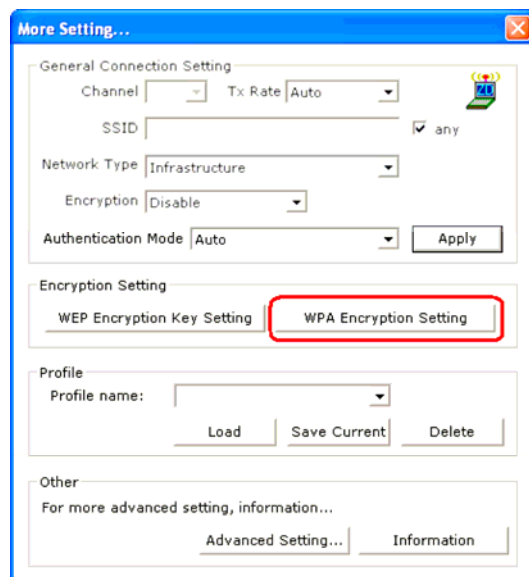 More Setting...
General Connection Setting
Channel Tx Rate Auto
SSID any
Network Type Infrastructure
Encryption Disable
Authentication Mode Auto Apply
Encryption Setting
WEP Encryption Key Setting WPA Encryption Setting
Profile
Profile name:
Load Save Current Delete
Other
For more advanced setting, information...
Advanced Setting... Information
ZD